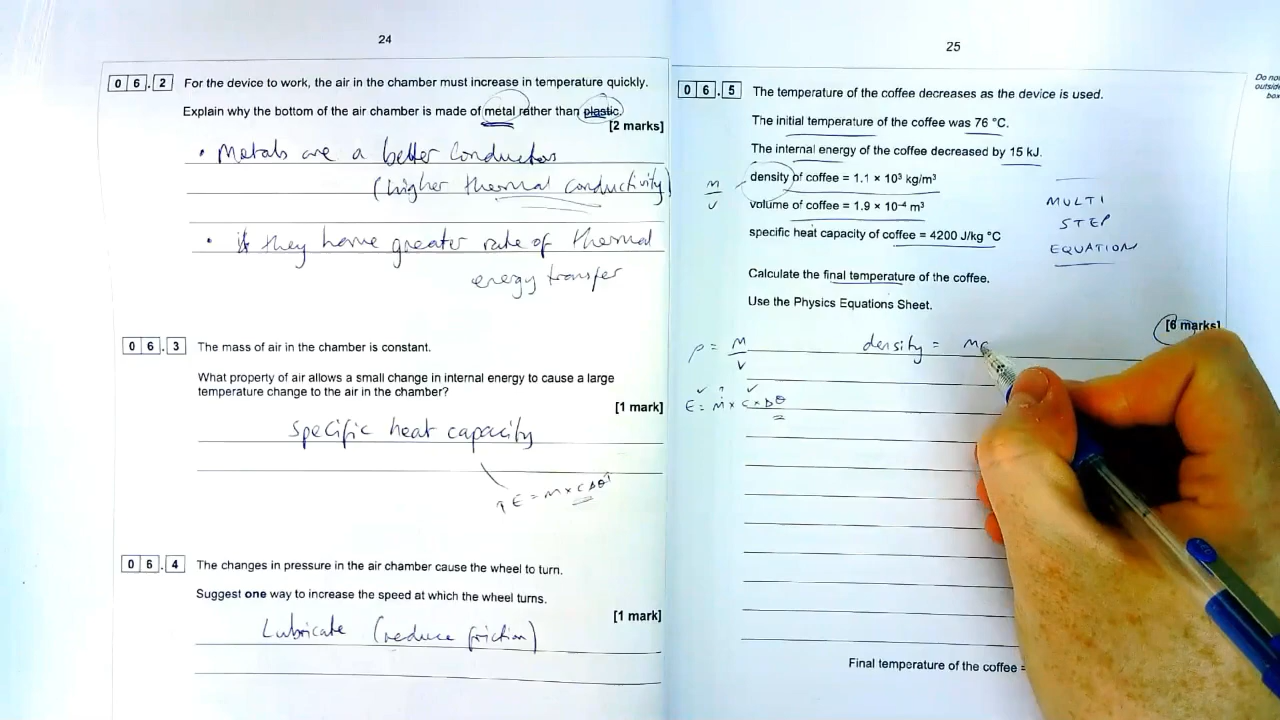 24
0 6 . 2 For the device to work, the air in the chamber must increase in temperature quickly.
Explain why the bottom of the air chamber is made of metal rather than plastic.
[2 marks]
• Metals are a better conductors
(higher thermal conductivity)
• they have greater rate of thermal
energy transfer
0 6 . 3 The mass of air in the chamber is constant.
What property of air allows a small change in internal energy to cause a large
temperature change to the air in the chamber?
[1 mark]
Specific heat capacity
↑ E = M × C Δθ↑
0 6 . 4 The changes in pressure in the air chamber cause the wheel to turn.
Suggest one way to increase the speed at which the wheel turns.
[1 mark]
Lubricate (reduce friction)
25
Do no
outside
box
0 6 . 5 The temperature of the coffee decreases as the device is used.
The initial temperature of the coffee was 76 °C.
The internal energy of the coffee decreased by 15 kJ.
density of coffee = 1.1 × 10³ kg/m³
m
v
volume of coffee = 1.9 × 10⁻⁴ m³
specific heat capacity of coffee = 4200 J/kg °C
MULTI
STEP
EQUATION
Calculate the final temperature of the coffee.
Use the Physics Equations Sheet.
[6 marks]
ρ = M
V
density = ma
E = M × C × Δθ
Final temperature of the coffee =